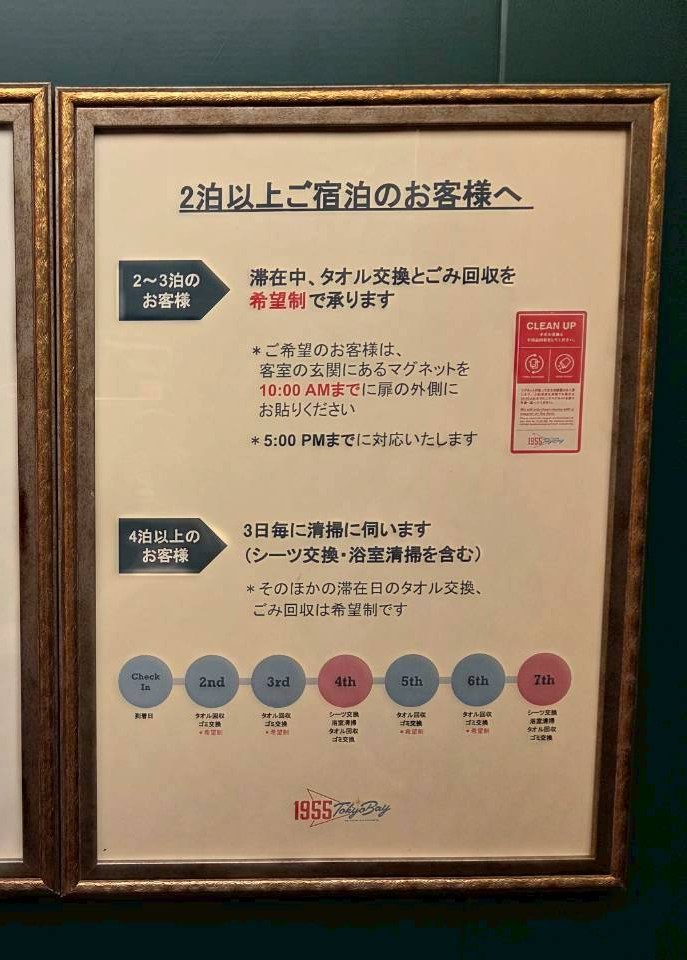 2泊以上ご宿泊のお客様へ
2～3泊の
お客様
滞在中、タオル交換とごみ回収を
希望制で承ります
＊ご希望のお客様は、
客室の玄関にあるマグネットを
10:00 AMまでに扉の外側に
お貼りください
＊5:00 PMまでに対応いたします
CLEAN UP
1955 Tokyo Bay
4泊以上の
お客様
3日毎に清掃に伺います
（シーツ交換・浴室清掃を含む）
＊そのほかの滞在日のタオル交換、
ごみ回収は希望制です
Check
In
到着日
2nd
タオル回収
ゴミ交換
＊希望制
3rd
タオル回収
ゴミ交換
＊希望制
4th
シーツ交換
浴室清掃
タオル回収
ゴミ交換
5th
タオル回収
ゴミ交換
＊希望制
6th
タオル回収
ゴミ交換
＊希望制
7th
シーツ交換
浴室清掃
タオル回収
ゴミ交換
1955 Tokyo Bay